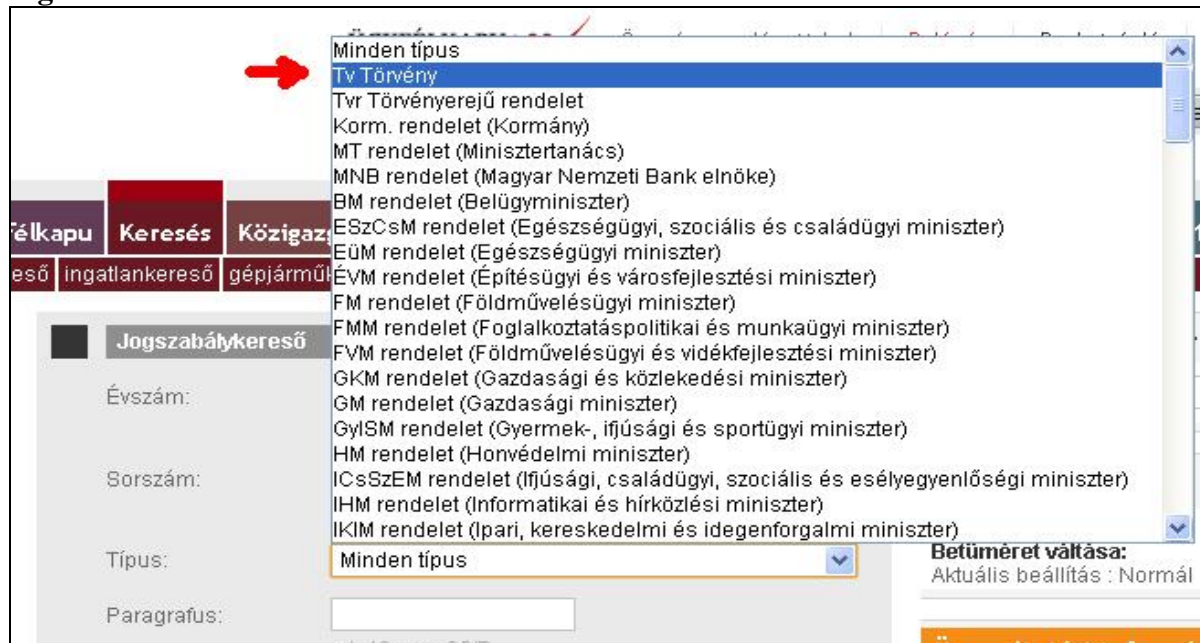 Minden típus
Tv Törvény
Tvr Törvényerejű rendelet
Korm. rendelet (Kormány)
MT rendelet (Minisztertanács)
MNB rendelet (Magyar Nemzeti Bank elnöke)
BM rendelet (Belügyminiszter)
ESzCsM rendelet (Egészségügyi, szociális és családügyi miniszter)
EüM rendelet (Egészségügyi miniszter)
ÉVM rendelet (Építésügyi és városfejlesztési miniszter)
FM rendelet (Földművelésügyi miniszter)
FMM rendelet (Foglalkoztatáspolitikai és munkaügyi miniszter)
FVM rendelet (Földművelésügyi és vidékfejlesztési miniszter)
GKM rendelet (Gazdasági és közlekedési miniszter)
GM rendelet (Gazdasági miniszter)
GyISM rendelet (Gyermek-, ifjúsági és sportügyi miniszter)
HM rendelet (Honvédelmi miniszter)
ICsSzEM rendelet (Ifjúsági, családügyi, szociális és esélyegyenlőségi miniszter)
IHM rendelet (Informatikai és hírközlési miniszter)
IKIM rendelet (Ipari, kereskedelmi és idegenforgalmi miniszter)
félkapu Keresés Közigazg
eső ingatlankereső gépjármű
Jogszabálykereső
Évszám:
Sorszám:
Típus: Minden típus
Paragrafus:
Betűméret váltása:
Aktuális beállítás : Normál